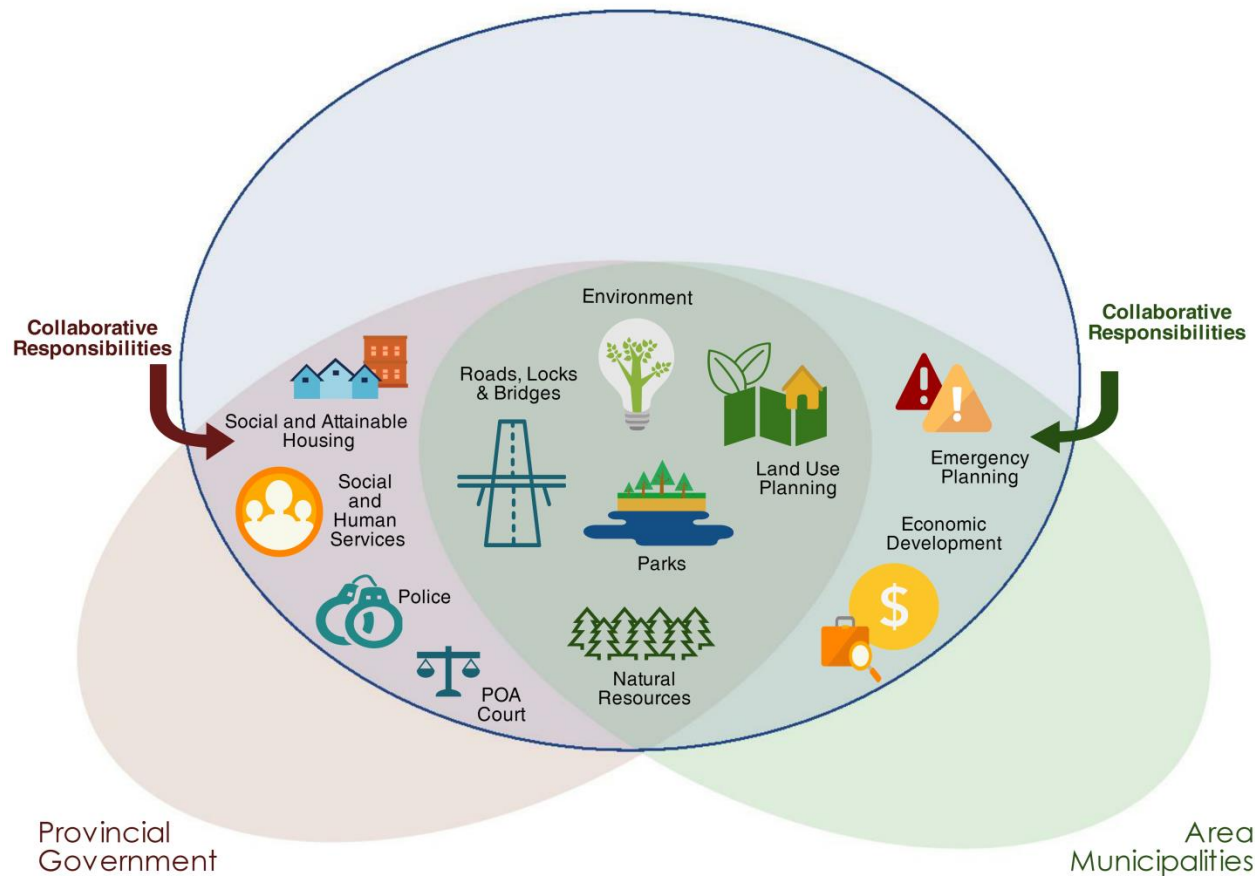 Environment
Collaborative
Responsibilities
Collaborative
Responsibilities
Roads, Locks
& Bridges
Social and Attainable
Housing
Land Use
Planning
Emergency
Planning
Social
and
Human
Services
Economic
Development
Parks
Police
$
Natural
Resources
POA
Court
Provincial
Government
Area
Municipalities